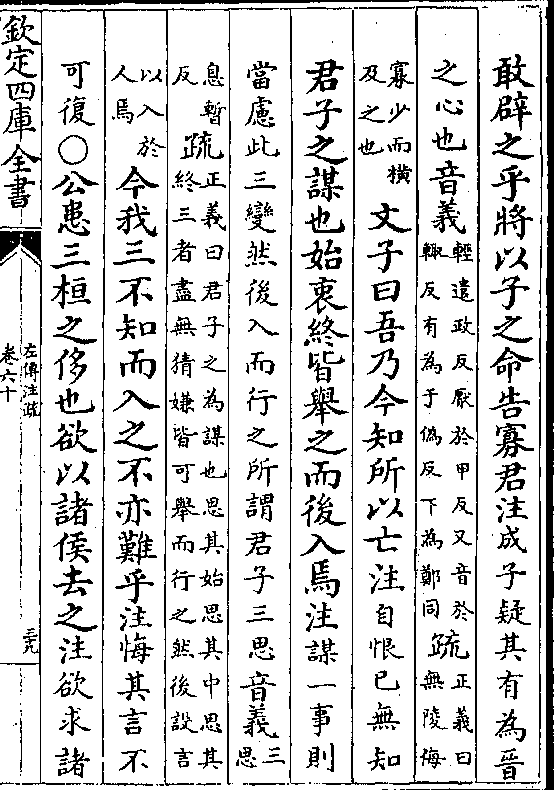 敢辟之乎將以子之命告寡君注成子疑其有為晉
之心也音義輕遣政反厭於甲反又音於
輒反有為于偽反下為鄭同疏正義曰
無陵侮
寡少而橫
及之也文子曰吾乃今知所以亡注自恨已無知
君子之謀也始衷終皆舉之而後入焉注謀一事則
當慮此三變然後入而行之所謂君子三思音義三
思
息暫
反疏正義曰君子之為謀也思其始思其中思其
終三者盡無猜嫌皆可舉而行之然後設言
以入於
人焉今我三不知而入之不亦難乎注悔其言不
可復○公患三桓之侈也欲以諸侯去之注欲求諸
欽定四庫全書
左傳注疏
卷六十
三九